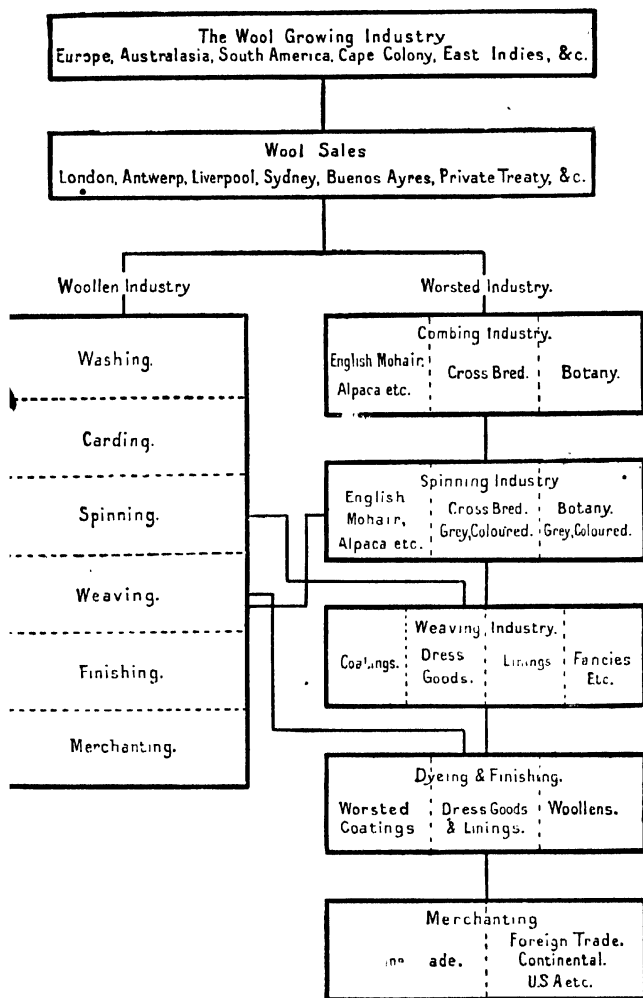 The Wool Growing Industry
Europe, Australasia, South America, Cape Colony, East Indies, &c.
Wool Sales
London, Antwerp, Liverpool, Sydney, Buenos Ayres, Private Treaty, &c.
Woollen Industry
Washing.
Carding.
Spinning.
Weaving.
Finishing.
Merchanting.
Worsted Industry.
Combing Industry.
English Mohair,
Alpaca etc.
Cross Bred.
Botany.
Spinning Industry
English
Mohair,
Alpaca etc.
Cross Bred.
Grey, Coloured.
Botany.
Grey, Coloured.
Weaving Industry.
Coatings.
Dress
Goods.
Linings
Fancies
Etc.
Dyeing & Finishing.
Worsted
Coatings
Dress Goods
& Linings.
Woollens.
Merchanting
Foreign Trade.
Continental.
U.S A etc.